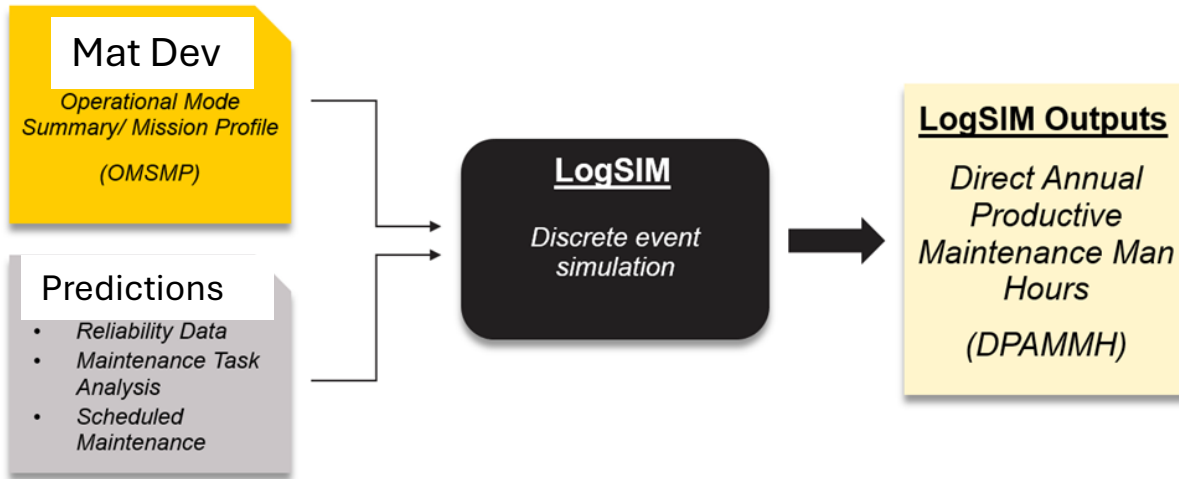 Mat Dev
Operational Mode
Summary/ Mission Profile
(OMSMP)
Predictions
• Reliability Data
• Maintenance Task
Analysis
• Scheduled
Maintenance
LogSIM
Discrete event
simulation
LogSIM Outputs
Direct Annual
Productive
Maintenance Man
Hours
(DPAMMH)